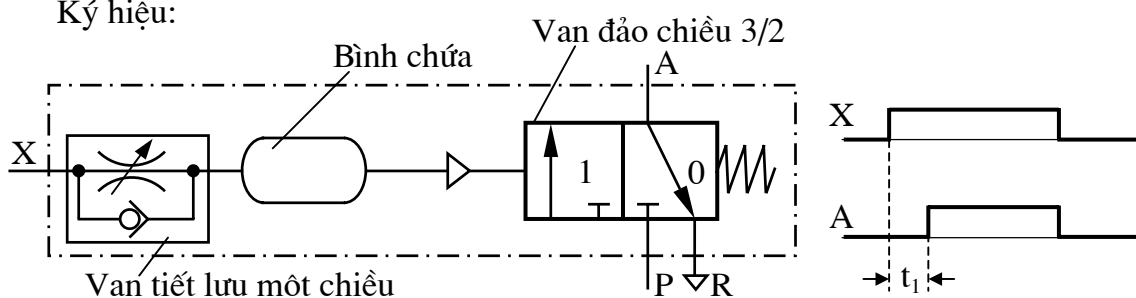 Ký hiệu:
Van đảo chiều 3/2
Bình chứa
A
X
1
0
X
A
Van tiết lưu một chiều
P
R
t₁